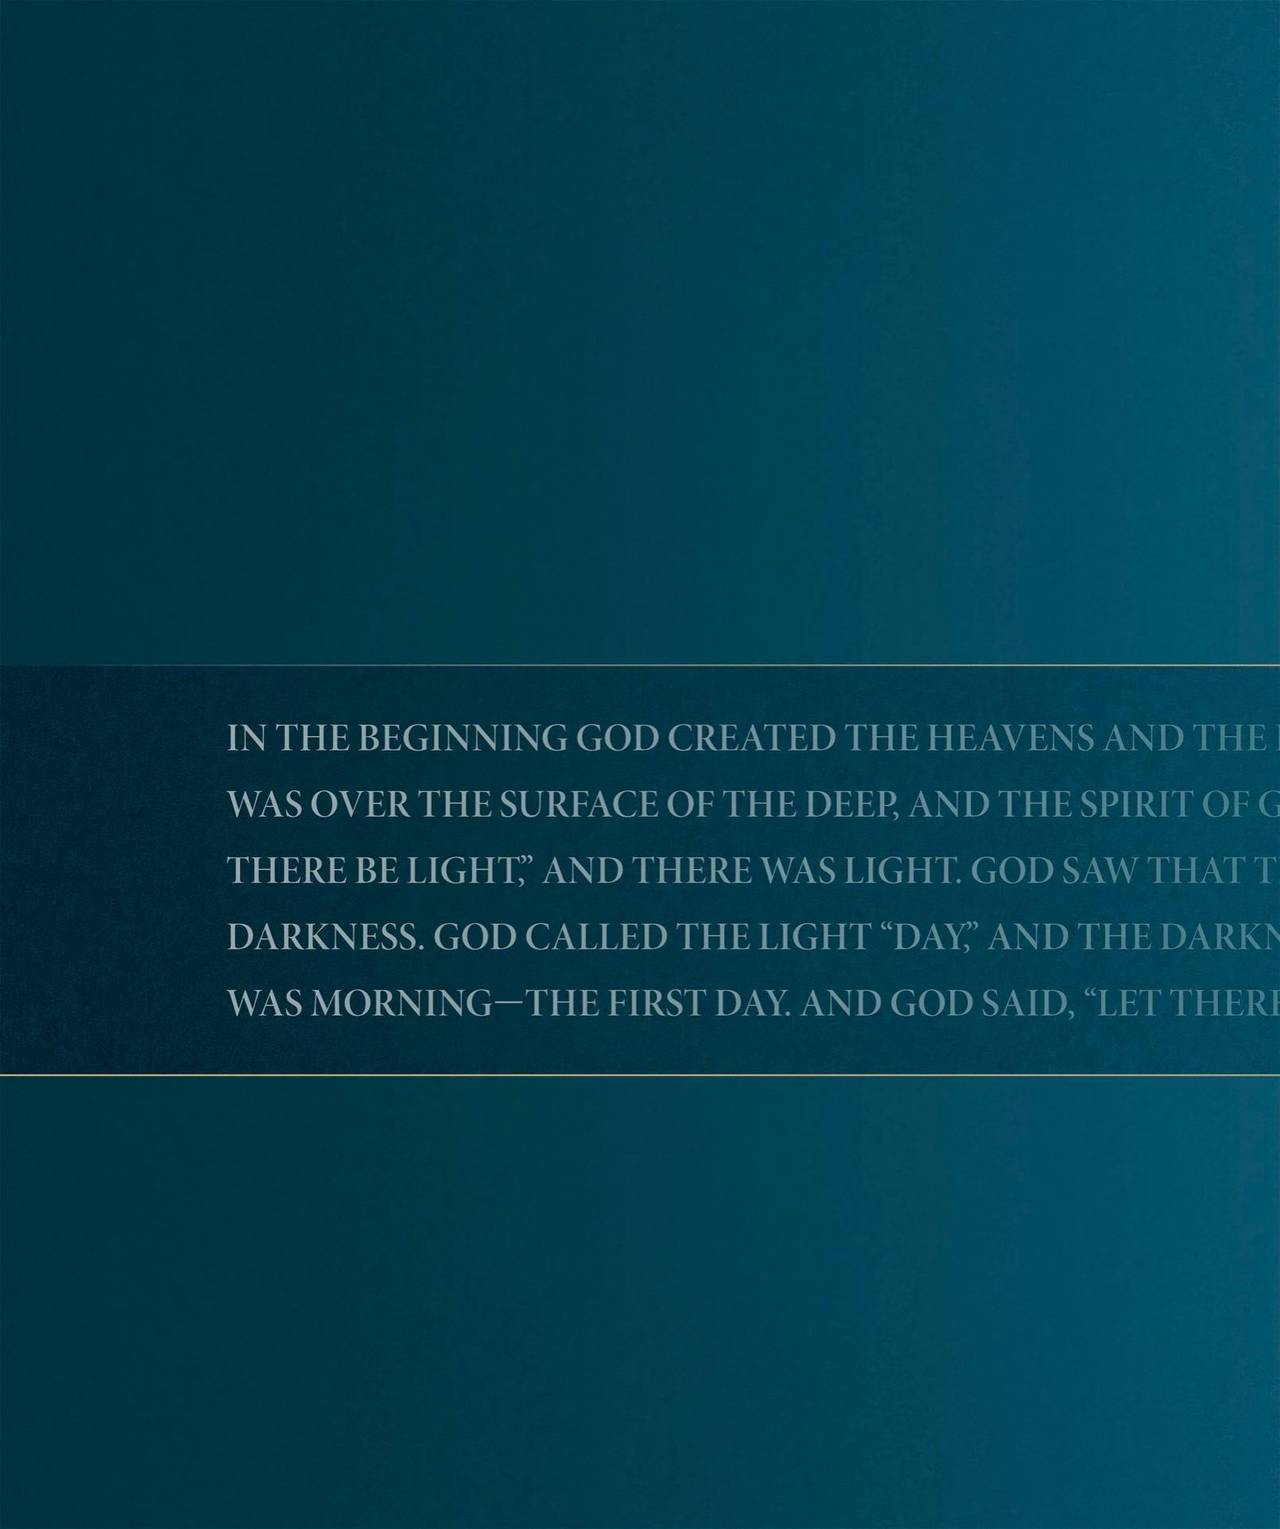 IN THE BEGINNING GOD CREATED THE HEAVENS AND THE
WAS OVER THE SURFACE OF THE DEEP, AND THE SPIRIT OF G
THERE BE LIGHT,” AND THERE WAS LIGHT. GOD SAW THAT T
DARKNESS. GOD CALLED THE LIGHT “DAY,” AND THE DARKN
WAS MORNING—THE FIRST DAY. AND GOD SAID, “LET THERE